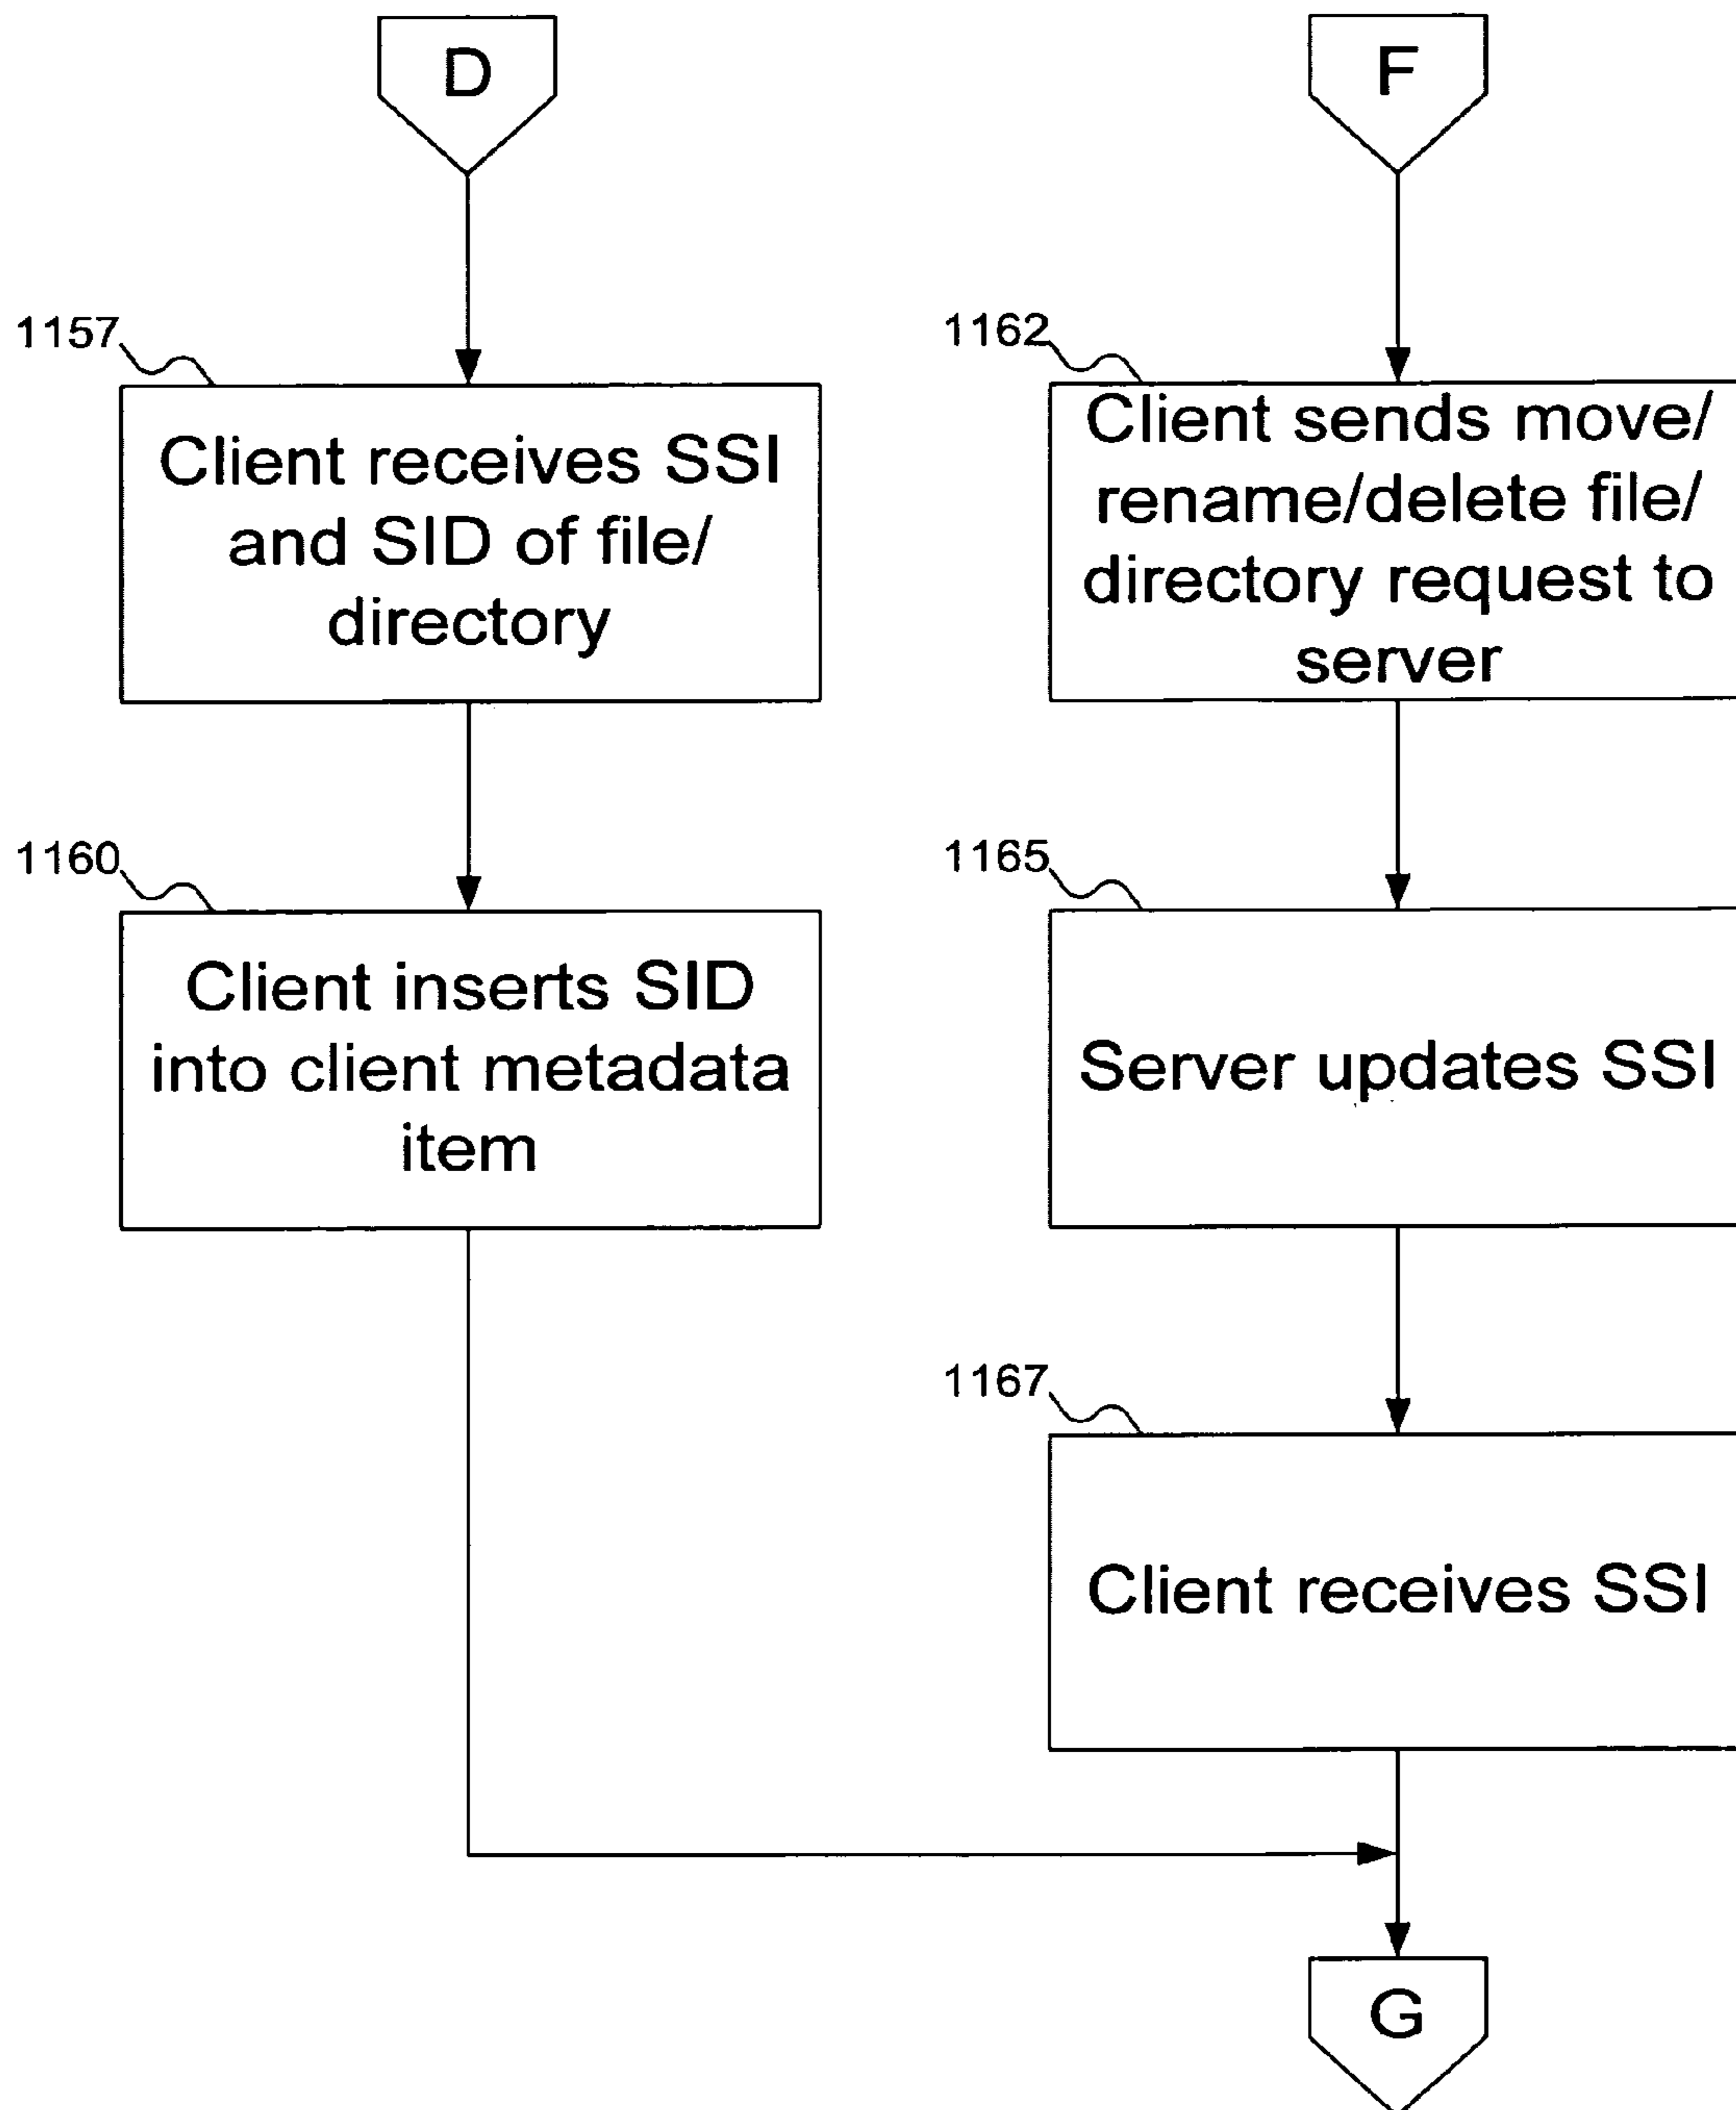 D
1157
Client receives SSI
and SID of file/
directory
1160
Client inserts SID
into client metadata
item
F
1162
Client sends move/
rename/delete file/
directory request to
server
1165
Server updates SSI
1167
Client receives SSI
G